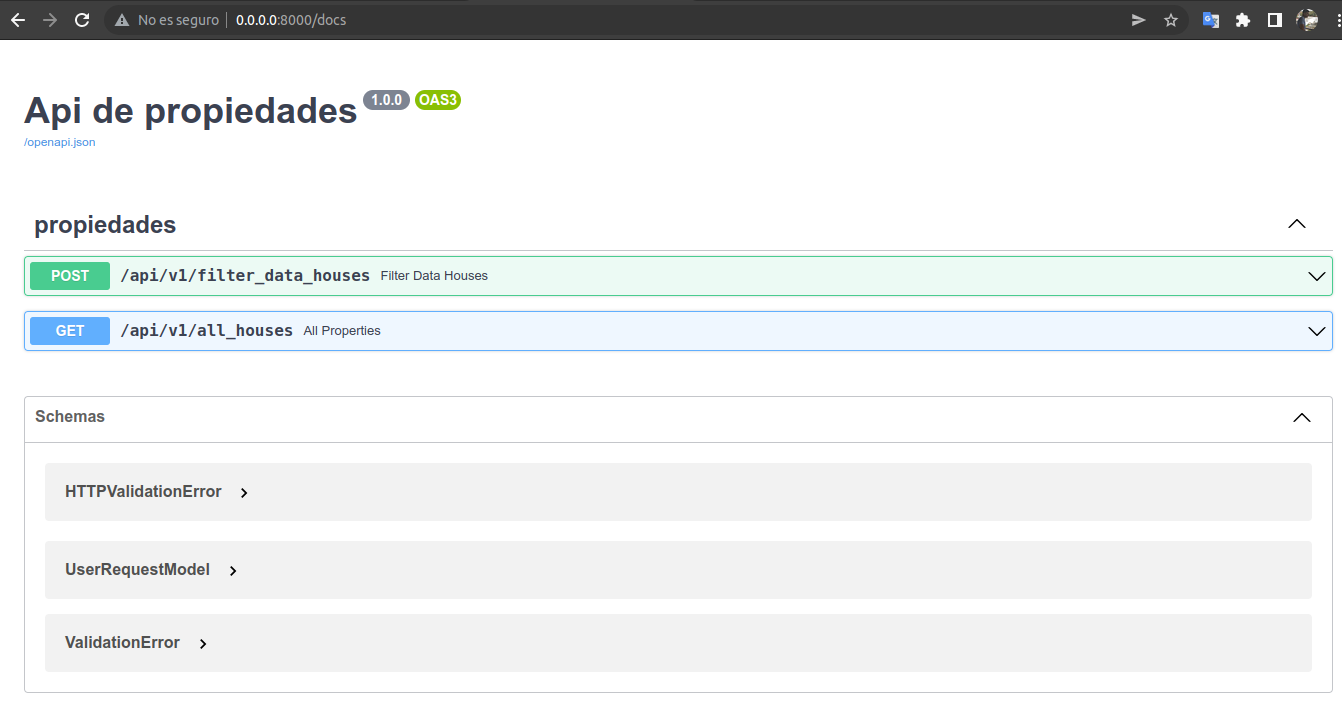 No es seguro 0.0.0.0:8000/docs
Api de propiedades 1.0.0 OAS3
/openapi.json
propiedades
POST /api/v1/filter_data_houses Filter Data Houses
GET /api/v1/all_houses All Properties
Schemas
HTTPValidationError
UserRequestModel
ValidationError